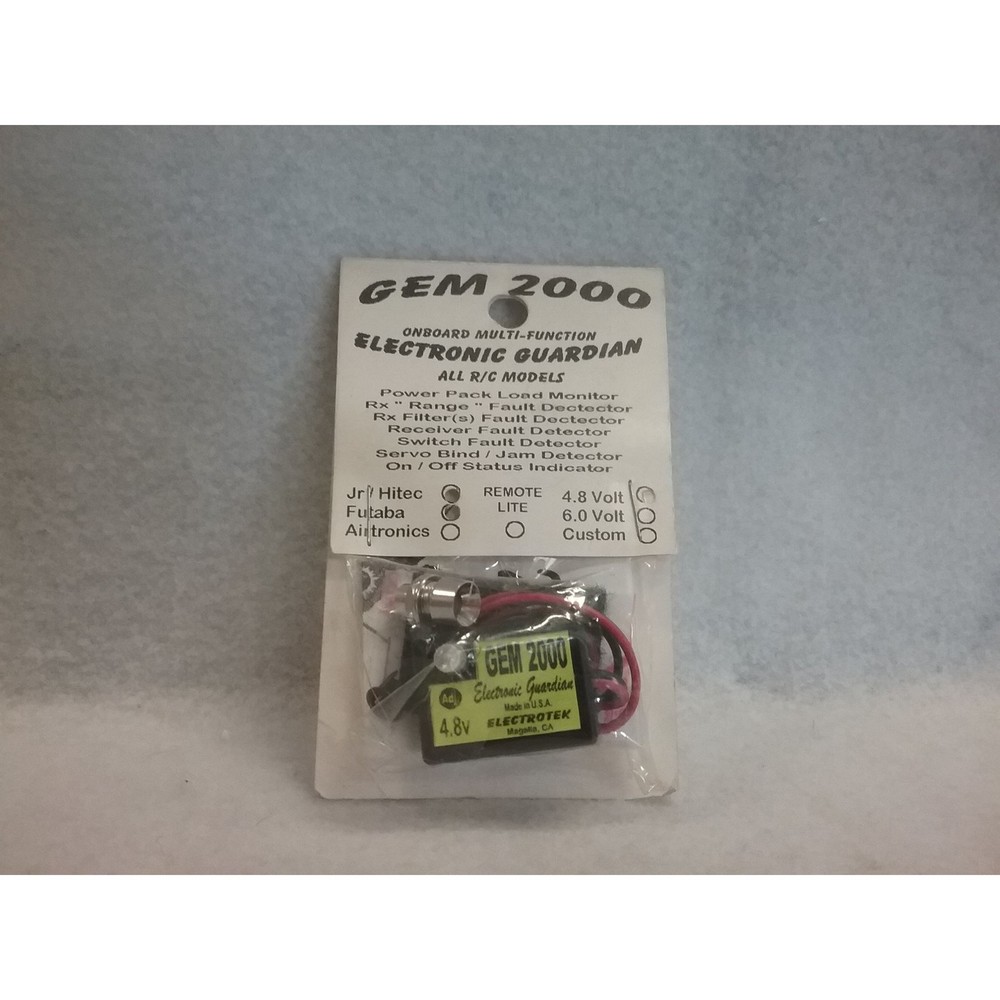 GEM 2000
ONBOARD MULTI-FUNCTION
ELECTRONIC GUARDIAN
ALL R/C MODELS
Power Pack Load Monitor
Rx " Range " Fault Dectector
Rx Filter(s) Fault Dectector
Receiver Fault Detector
Switch Fault Detector
Servo Bind / Jam Detector
On / Off Status Indicator
Jr / Hitec
Futaba
Airtronics
REMOTE
LITE
4.8 Volt
6.0 Volt
Custom
GEM 2000
Electronic Guardian
Adj
Made in U.S.A.
4.8v
ELECTROTEK
Magalia, CA